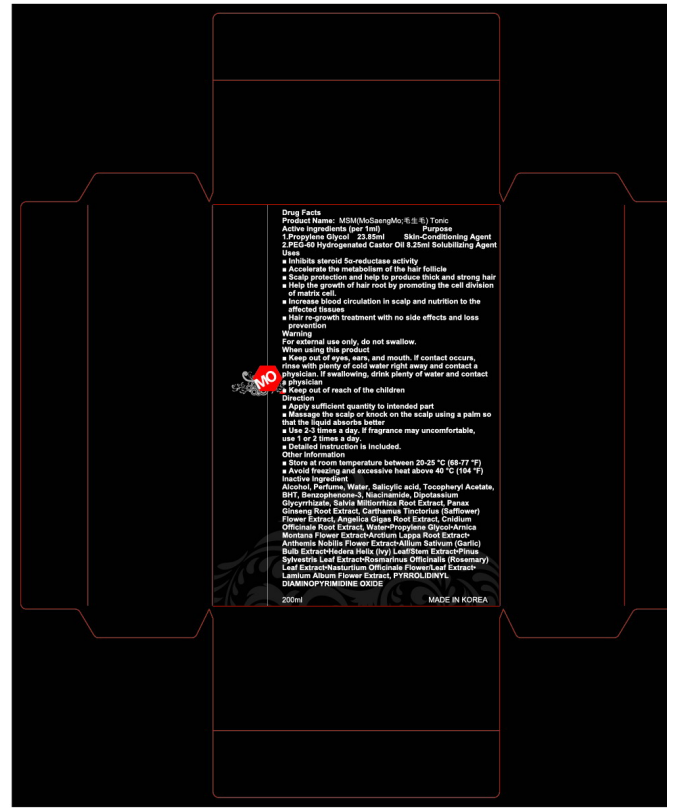 Drug Facts
Product Name: MSM(MoSaengMo;毛生毛) Tonic
Active ingredients (per 1ml) Purpose
1.Propylene Glycol 23.85ml Skin-Conditioning Agent
2.PEG-60 Hydrogenated Castor Oil 8.25ml Solubilizing Agent
Uses
■ Inhibits steroid 5α-reductase activity
■ Accelerate the metabolism of the hair follicle
■ Scalp protection and help to produce thick and strong hair
■ Help the growth of hair root by promoting the cell division
of matrix cell.
■ Increase blood circulation in scalp and nutrition to the
affected tissues
■ Hair re-growth treatment with no side effects and loss
prevention
Warning
For external use only, do not swallow.
When using this product
■ Keep out of eyes, ears, and mouth. If contact occurs,
rinse with plenty of cold water right away and contact a
physician. If swallowing, drink plenty of water and contact
a physician
■ Keep out of reach of the children
MO
Direction
■ Apply sufficient quantity to intended part
■ Massage the scalp or knock on the scalp using a palm so
that the liquid absorbs better
■ Use 2-3 times a day. If fragrance may uncomfortable,
use 1 or 2 times a day.
■ Detailed instruction is included.
Other Information
■ Store at room temperature between 20-25 °C (68-77 °F)
■ Avoid freezing and excessive heat above 40 °C (104 °F)
Inactive Ingredient
Alcohol, Perfume, Water, Salicylic acid, Tocopheryl Acetate,
BHT, Benzophenone-3, Niacinamide, Dipotassium
Glycyrrhizate, Salvia Miltiorrhiza Root Extract, Panax
Ginseng Root Extract, Carthamus Tinctorius (Safflower)
Flower Extract, Angelica Gigas Root Extract, Cnidium
Officinale Root Extract, Water•Propylene Glycol•Arnica
Montana Flower Extract•Arctium Lappa Root Extract•
Anthemis Nobilis Flower Extract•Allium Sativum (Garlic)
Bulb Extract•Hedera Helix (Ivy) Leaf/Stem Extract•Pinus
Sylvestris Leaf Extract•Rosmarinus Officinalis (Rosemary)
Leaf Extract•Nasturtium Officinale Flower/Leaf Extract•
Lamium Album Flower Extract, PYRROLIDINYL
DIAMINOPYRIMIDINE OXIDE
200ml MADE IN KOREA